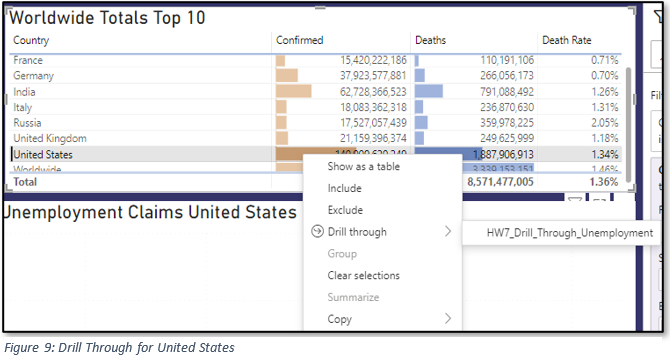 Worldwide Totals Top 10
Country Confirmed Deaths Death Rate
France 15,420,222,186 110,191,106 0.71%
Germany 37,923,577,881 266,056,173 0.70%
India 62,728,366,523 791,088,492 1.26%
Italy 18,083,362,318 236,870,630 1.31%
Russia 17,527,057,439 359,978,225 2.05%
United Kingdom 21,159,396,374 249,625,999 1.18%
United States 1,887,906,913 1.34%
Worldwide 3,339,153,151 1.46%
Total 8,571,477,005 1.36%
Show as a table
Include
Exclude
Drill through
HW7_Drill_Through_Unemployment
Group
Clear selections
Summarize
Copy
Unemployment Claims United States
Figure 9: Drill Through for United States